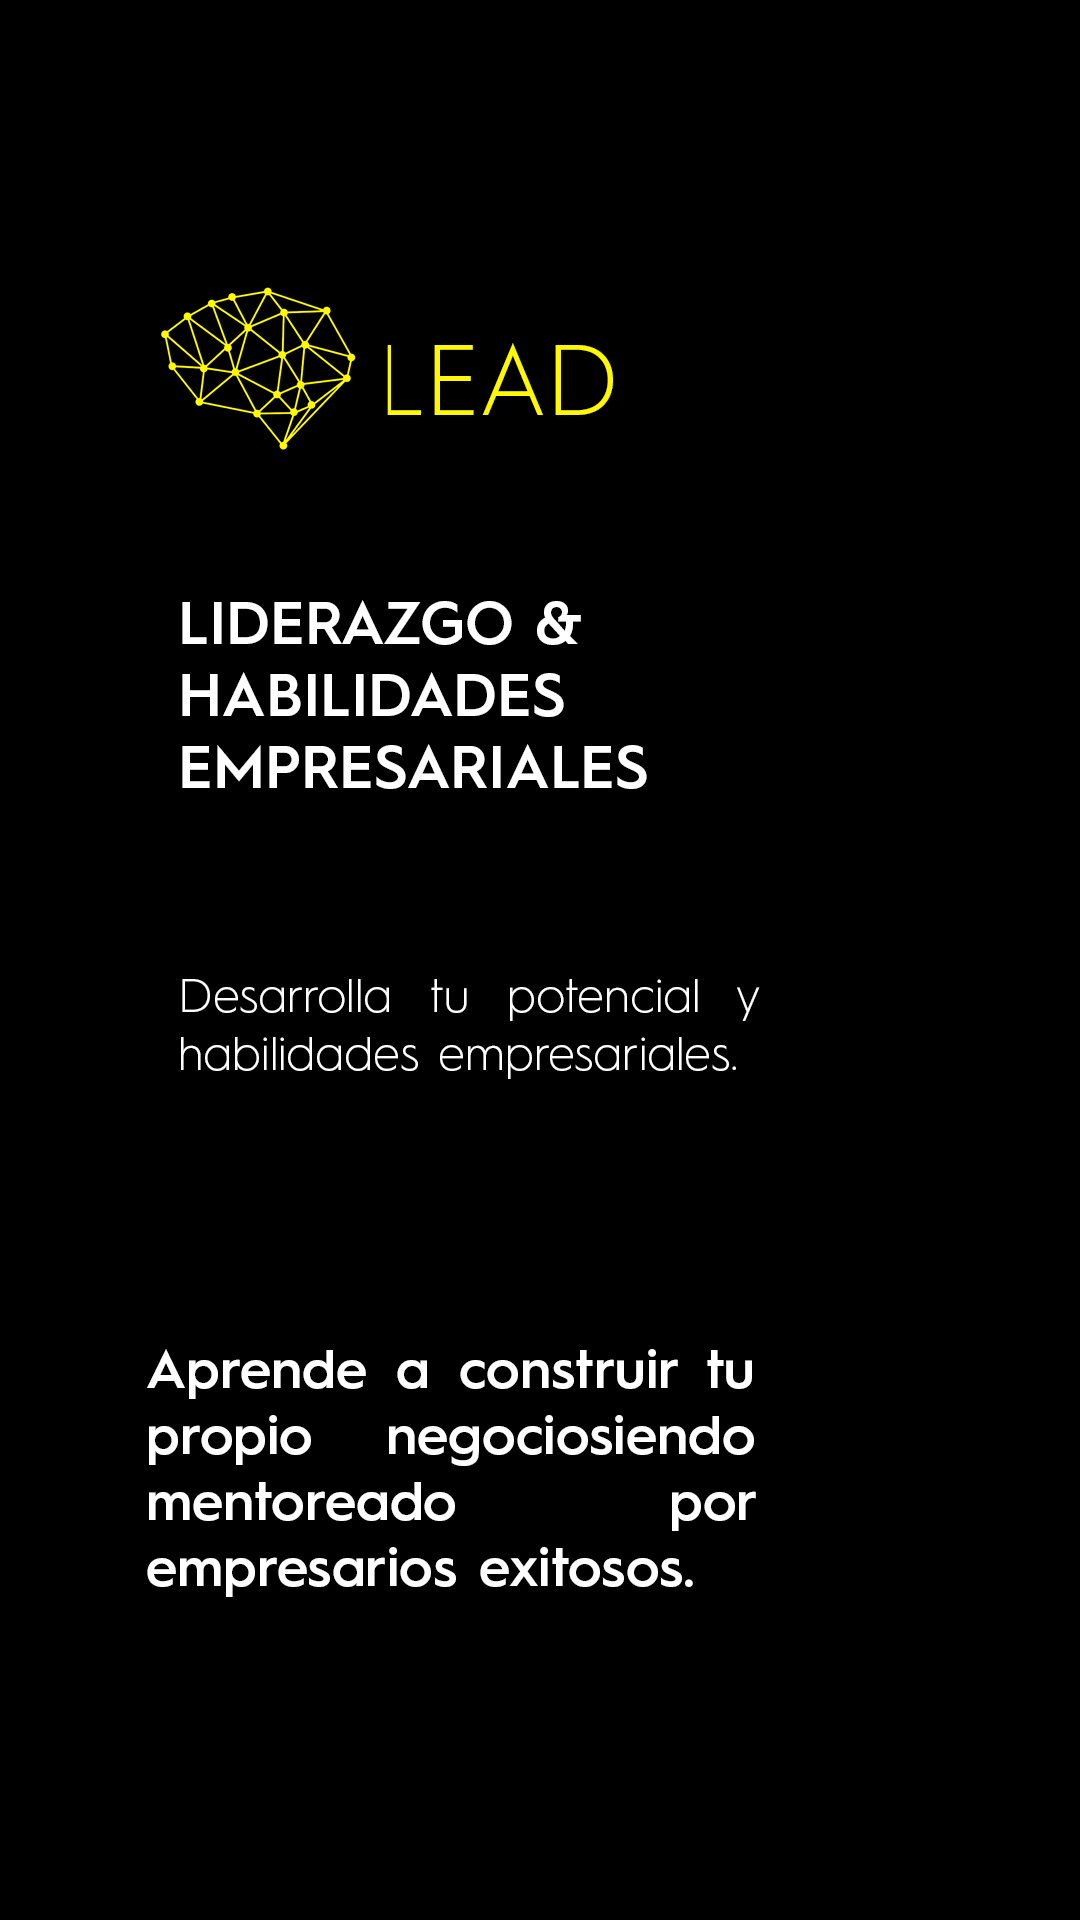 LEAD
LIDERAZGO &
HABILIDADES
EMPRESARIALES
Desarrolla tu potencial y
habilidades empresariales.
Aprende a construir tu
propio negociosiendo
mentoreado por
empresarios exitosos.